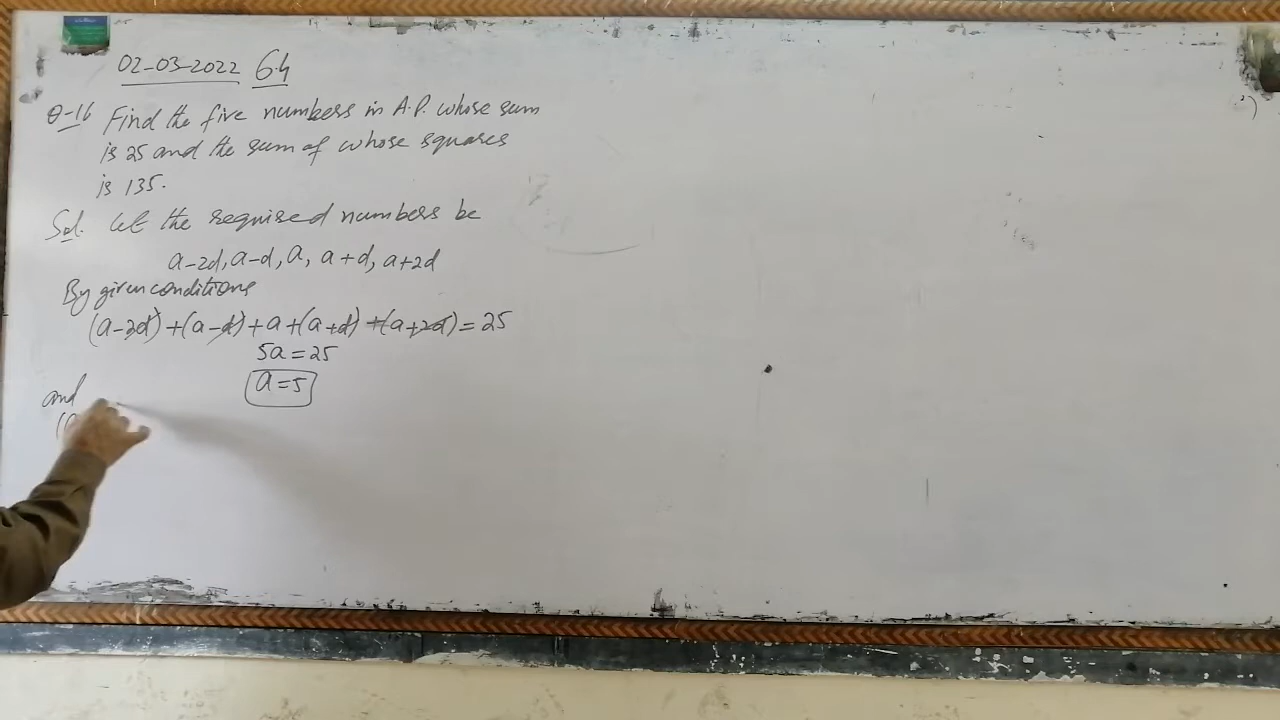 02-03-2022 6.4
Q-16 Find the five numbers in A.P. whose sum
is 25 and the sum of whose squares
is 135.
Sol. Let the required numbers be
a-2d, a-d, a, a+d, a+2d
By given conditions
(a-2d)+(a-d)+a+(a+d)+(a+2d)=25
5a=25
a=5
and